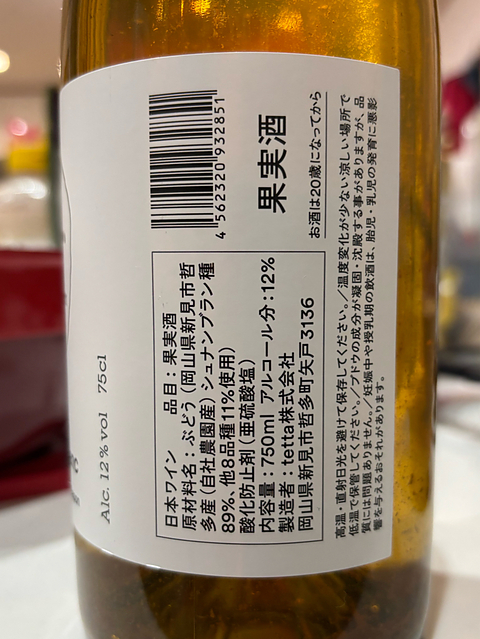 4 562320 932851
果実酒
お酒は20歳になってから
日本ワイン　品目：果実酒
原材料名：ぶどう（岡山県新見市哲
多産（自社農園産）シュナンブラン種
89%、他8品種11%使用）
酸化防止剤（亜硫酸塩）
内容量：750ml アルコール分：12%
製造者：tetta株式会社
岡山県新見市哲多町矢戸3136
高温・直射日光を避けて保存してください。／温度変化が少ない涼しい場所で
低温で保管してください。／ブドウの成分が凝固・沈殿する事がありますが、品
質には問題ありません。／妊娠中や授乳期の飲酒は、胎児・乳児の発育に悪影
響を与えるおそれがあります。
Alc. 12% vol 75cl